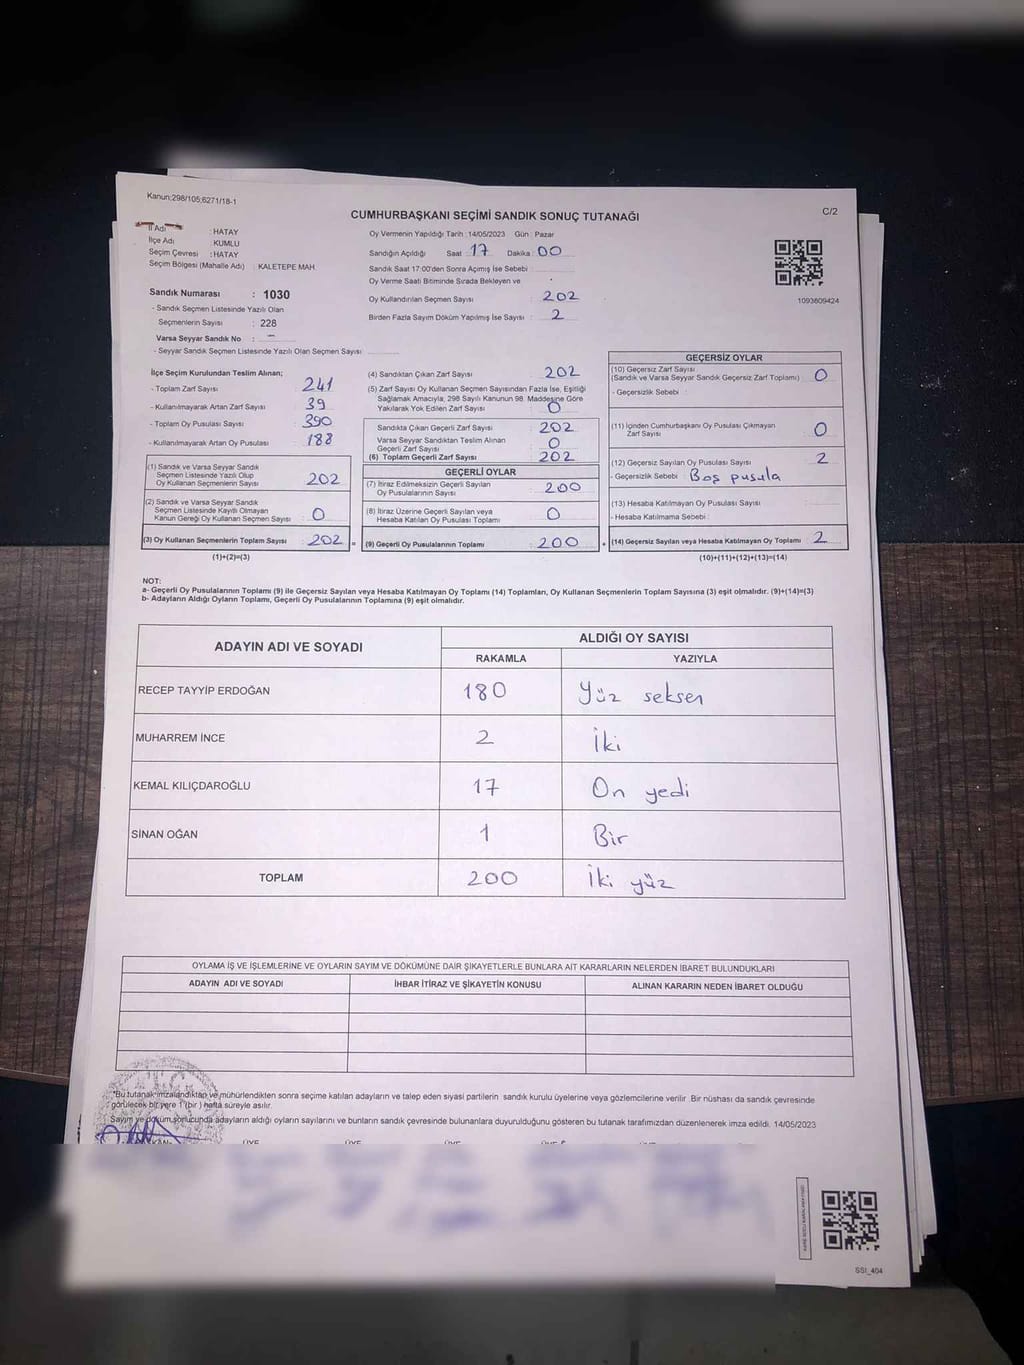 Kanun;298/105;6271/18-1
CUMHURBAŞKANI SEÇİMİ SANDIK SONUÇ TUTANAĞI
C/2
İl Adı : HATAY
İlçe Adı : KUMLU
Seçim Çevresi : HATAY
Seçim Bölgesi (Mahalle Adı) : KALETEPE MAH.
Sandık Numarası : 1030
- Sandık Seçmen Listesinde Yazılı Olan
Seçmenlerin Sayısı : 228
Varsa Seyyar Sandık No : -
- Seyyar Sandık Seçmen Listesinde Yazılı Olan Seçmen Sayısı
Oy Vermenin Yapıldığı Tarih :14/05/2023 Gün : Pazar
Sandığın Açıldığı Saat 17 Dakika 00
Sandık Saat 17:00'den Sonra Açımış İse Sebebi :
Oy Verme Saati Bitiminde Sırada Bekleyen ve
Oy Kullandırılan Seçmen Sayısı : 202
Birden Fazla Sayım Döküm Yapılmış İse Sayısı : 2
1093809424
İlçe Seçim Kurulundan Teslim Alınan;
- Toplam Zarf Sayısı : 241
- Kullanılmayarak Artan Zarf Sayısı : 39
- Toplam Oy Pusulası Sayısı : 390
- Kullanılmayarak Artan Oy Pusulası : 188
(1) Sandık ve Varsa Seyyar Sandık
Seçmen Listesinde Yazılı Olup
Oy Kullanan Seçmenlerin Sayısı 202
(2) Sandık ve Varsa Seyyar Sandık
Seçmen Listesinde Kayıtlı Olmayan
Kanun Gereği Oy Kullanan Seçmen Sayısı 0
(3) Oy Kullanan Seçmenlerin Toplam Sayısı 202 =
(1)+(2)=(3)
(4) Sandıktan Çıkan Zarf Sayısı : 202
(5) Zarf Sayısı Oy Kullanan Seçmen Sayısından Fazla İse, Eşitliği
Sağlamak Amacıyla; 298 Sayılı Kanunun 98. Maddesine Göre
Yakılarak Yok Edilen Zarf Sayısı : 0
Sandıkta Çıkan Geçerli Zarf Sayısı : 202
Varsa Seyyar Sandıktan Teslim Alınan
Geçerli Zarf Sayısı : 0
(6) Toplam Geçerli Zarf Sayısı : 202
GEÇERLİ OYLAR
(7) İtiraz Edilmeksizin Geçerli Sayılan
Oy Pusulalarının Sayısı : 200
(8) İtiraz Üzerine Geçerli Sayılan veya
Hesaba Katılan Oy Pusulası Toplamı : 0
(9) Geçerli Oy Pusulalarının Toplamı : 200 +
GEÇERSİZ OYLAR
(10) Geçersiz Zarf Sayısı
(Sandık ve Varsa Seyyar Sandık Geçersiz Zarf Toplamı) : 0
- Geçersizlik Sebebi :
(11) İçinden Cumhurbaşkanı Oy Pusulası Çıkmayan
Zarf Sayısı : 0
(12) Geçersiz Sayılan Oy Pusulası Sayısı : 2
- Geçersizlik Sebebi : Boş pusula
(13) Hesaba Katılmayan Oy Pusulası Sayısı :
- Hesaba Katılmama Sebebi :
(14) Geçersiz Sayılan veya Hesaba Katılmayan Oy Toplamı : 2
(10)+(11)+(12)+(13)=(14)
NOT:
a- Geçerli Oy Pusulalarının Toplamı (9) ile Geçersiz Sayılan veya Hesaba Katılmayan Oy Toplamı (14) Toplamları, Oy Kullanan Seçmenlerin Toplam Sayısına (3) eşit olmalıdır. (9)+(14)=(3)
b- Adayların Aldığı Oyların Toplamı, Geçerli Oy Pusulalarının Toplamına (9) eşit olmalıdır.
ADAYIN ADI VE SOYADI ALDIĞI OY SAYISI
RAKAMLA YAZIYLA
RECEP TAYYİP ERDOĞAN 180 Yüz seksen
MUHARREM İNCE 2 İki
KEMAL KILIÇDAROĞLU 17 On yedi
SİNAN OĞAN 1 Bir
TOPLAM 200 İki yüz
OYLAMA İŞ VE İŞLEMLERİNE VE OYLARIN SAYIM VE DÖKÜMÜNE DAİR ŞİKAYETLERLE BUNLARA AİT KARARLARIN NELERDEN İBARET BULUNDUKLARI
ADAYIN ADI VE SOYADI İHBAR İTİRAZ VE ŞİKAYETİN KONUSU ALINAN KARARIN NEDEN İBARET OLDUĞU
"Bu tutanak imzalandıktan ve mühürlendikten sonra seçime katılan adayların ve talep eden siyasi partilerin sandık kurulu üyelerine veya gözlemcilerine verilir. Bir nüshası da sandık çevresinde
görülecek bir yere 1 (bir ) hafta süreyle asılır.
Sayım ve döküm sonucunda adayların aldığı oyların sayılarını ve bunların sandık çevresinde bulunanlara duyurulduğunu gösteren bu tutanak tarafımızdan düzenlenerek imza edildi. 14/05/2023
SSI_404